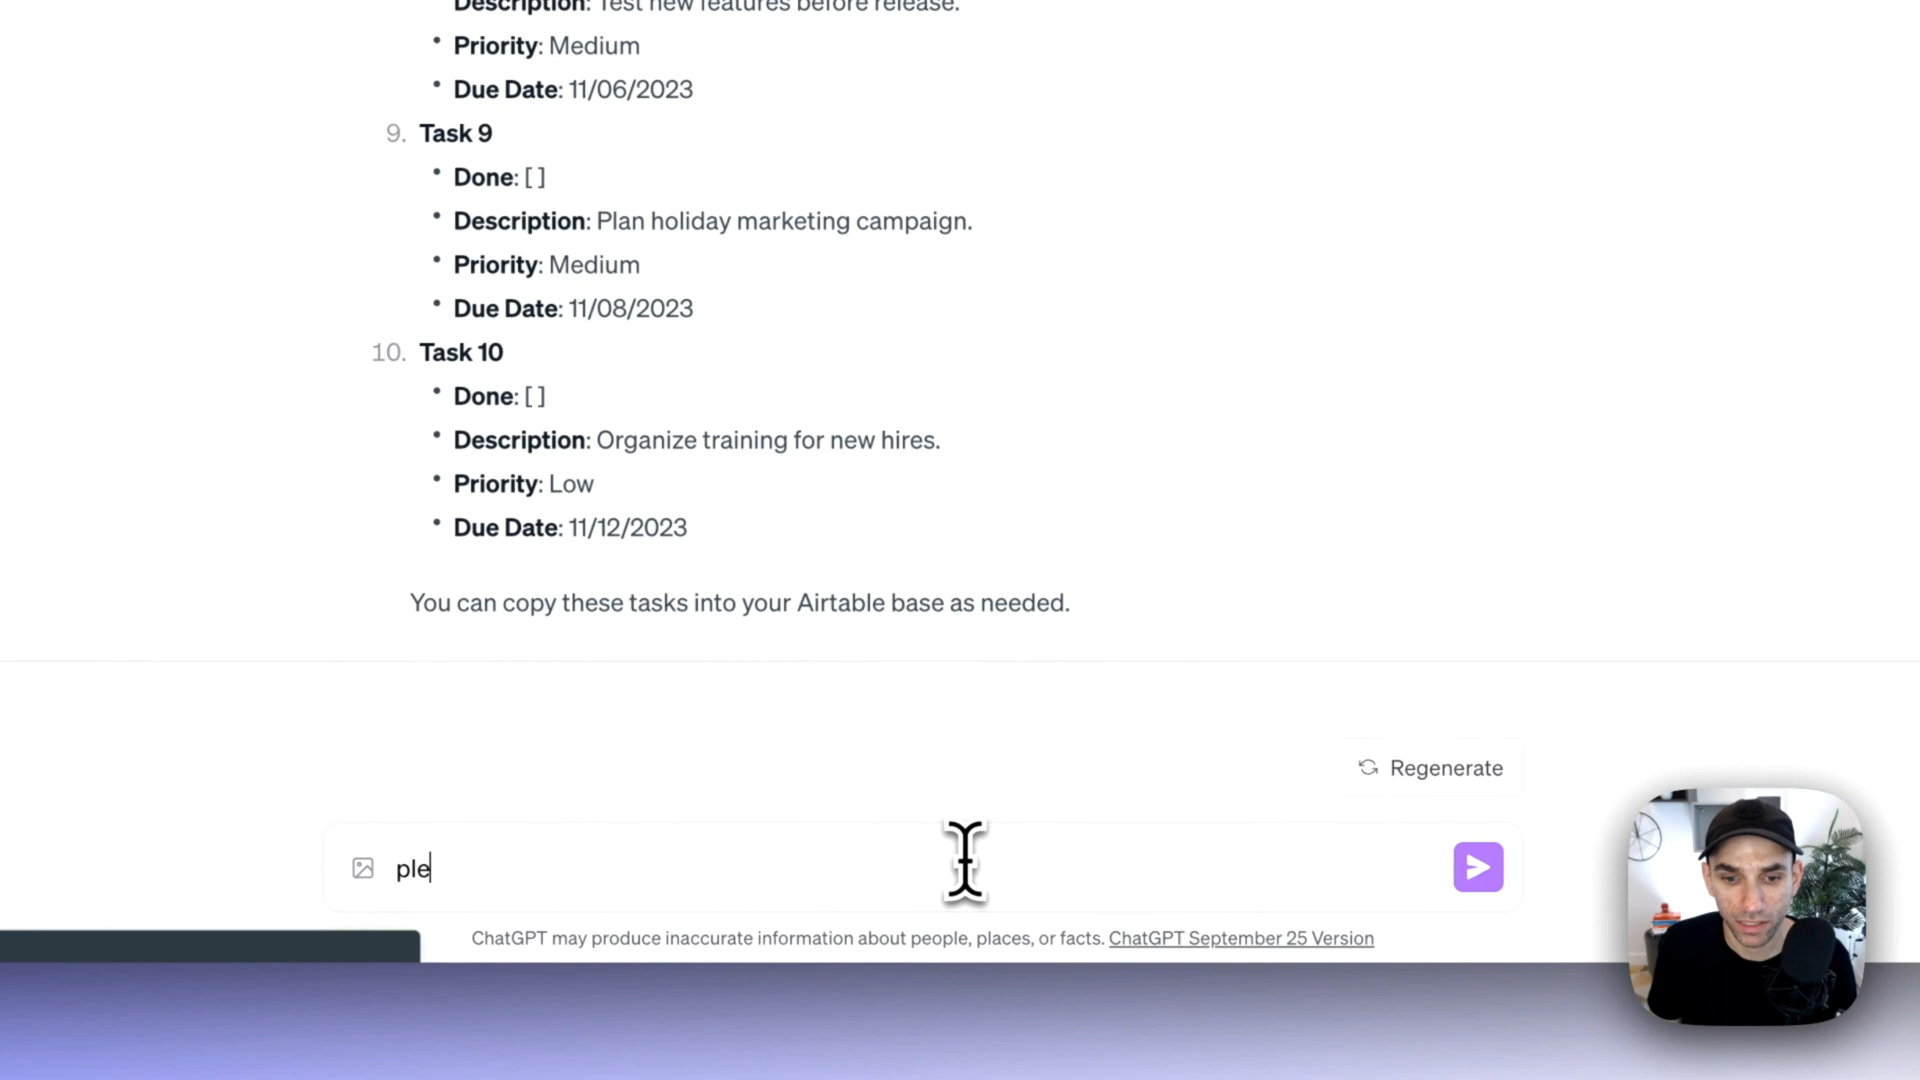 Description: Test new features before release.
• Priority: Medium
• Due Date: 11/06/2023
9. Task 9
• Done: [ ]
• Description: Plan holiday marketing campaign.
• Priority: Medium
• Due Date: 11/08/2023
10. Task 10
• Done: [ ]
• Description: Organize training for new hires.
• Priority: Low
• Due Date: 11/12/2023
You can copy these tasks into your Airtable base as needed.
Regenerate
ple
ChatGPT may produce inaccurate information about people, places, or facts. ChatGPT September 25 Version